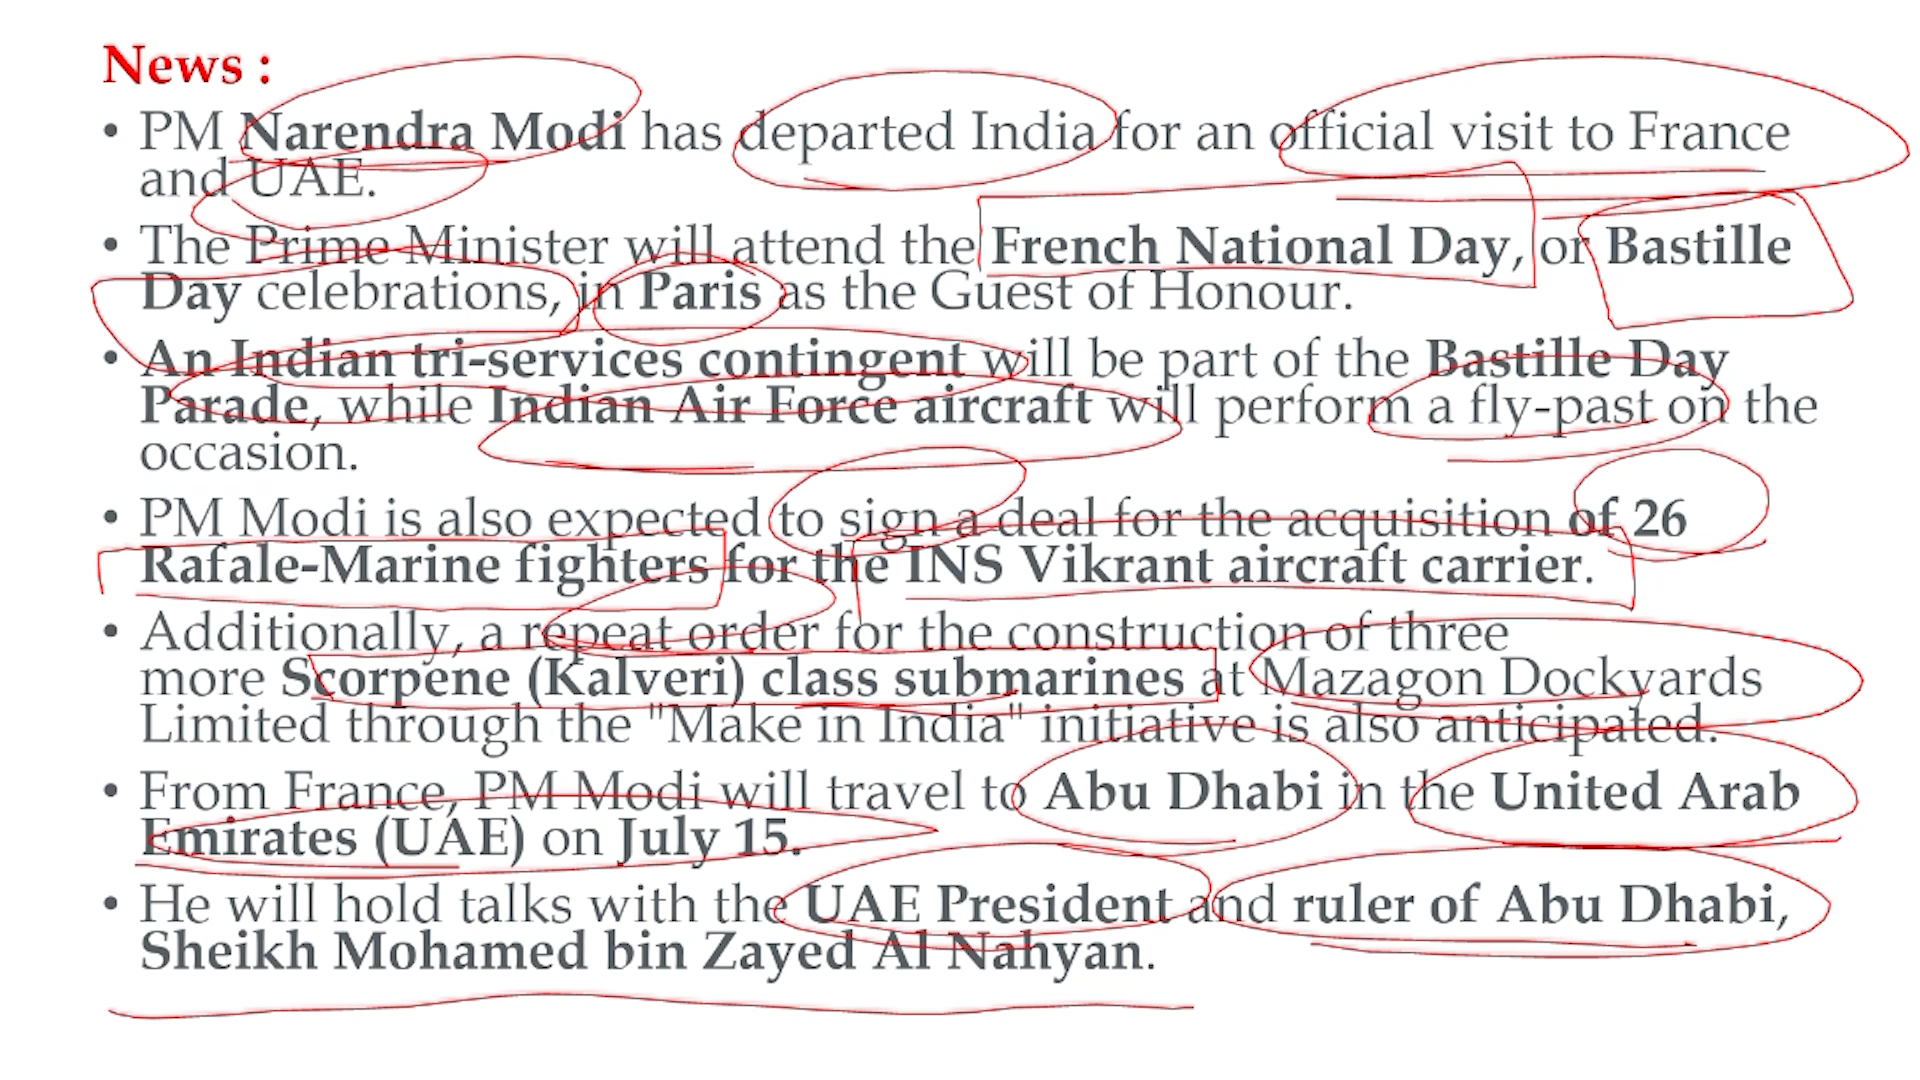 News :
• PM Narendra Modi has departed India for an official visit to France
and UAE.
• The Prime Minister will attend the French National Day, or Bastille
Day celebrations, in Paris as the Guest of Honour.
• An Indian tri-services contingent will be part of the Bastille Day
Parade, while Indian Air Force aircraft will perform a fly-past on the
occasion.
• PM Modi is also expected to sign a deal for the acquisition of 26
Rafale-Marine fighters for the INS Vikrant aircraft carrier.
• Additionally, a repeat order for the construction of three
more Scorpene (Kalveri) class submarines at Mazagon Dockyards
Limited through the "Make in India" initiative is also anticipated.
• From France, PM Modi will travel to Abu Dhabi in the United Arab
Emirates (UAE) on July 15.
• He will hold talks with the UAE President and ruler of Abu Dhabi,
Sheikh Mohamed bin Zayed Al Nahyan.